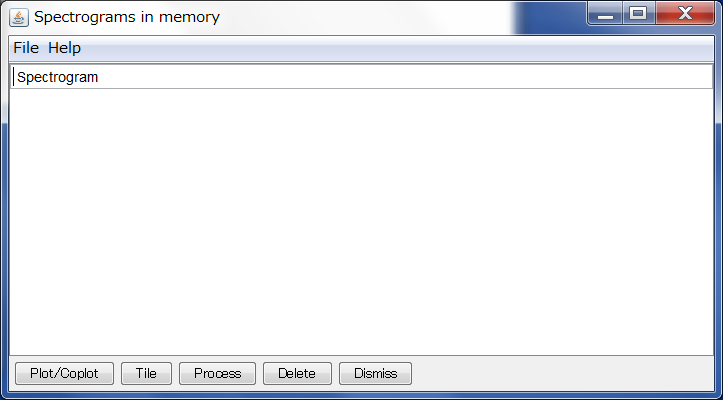 Spectrograms in memory
File Help
Spectrogram
Plot/Coplot Tile Process Delete Dismiss